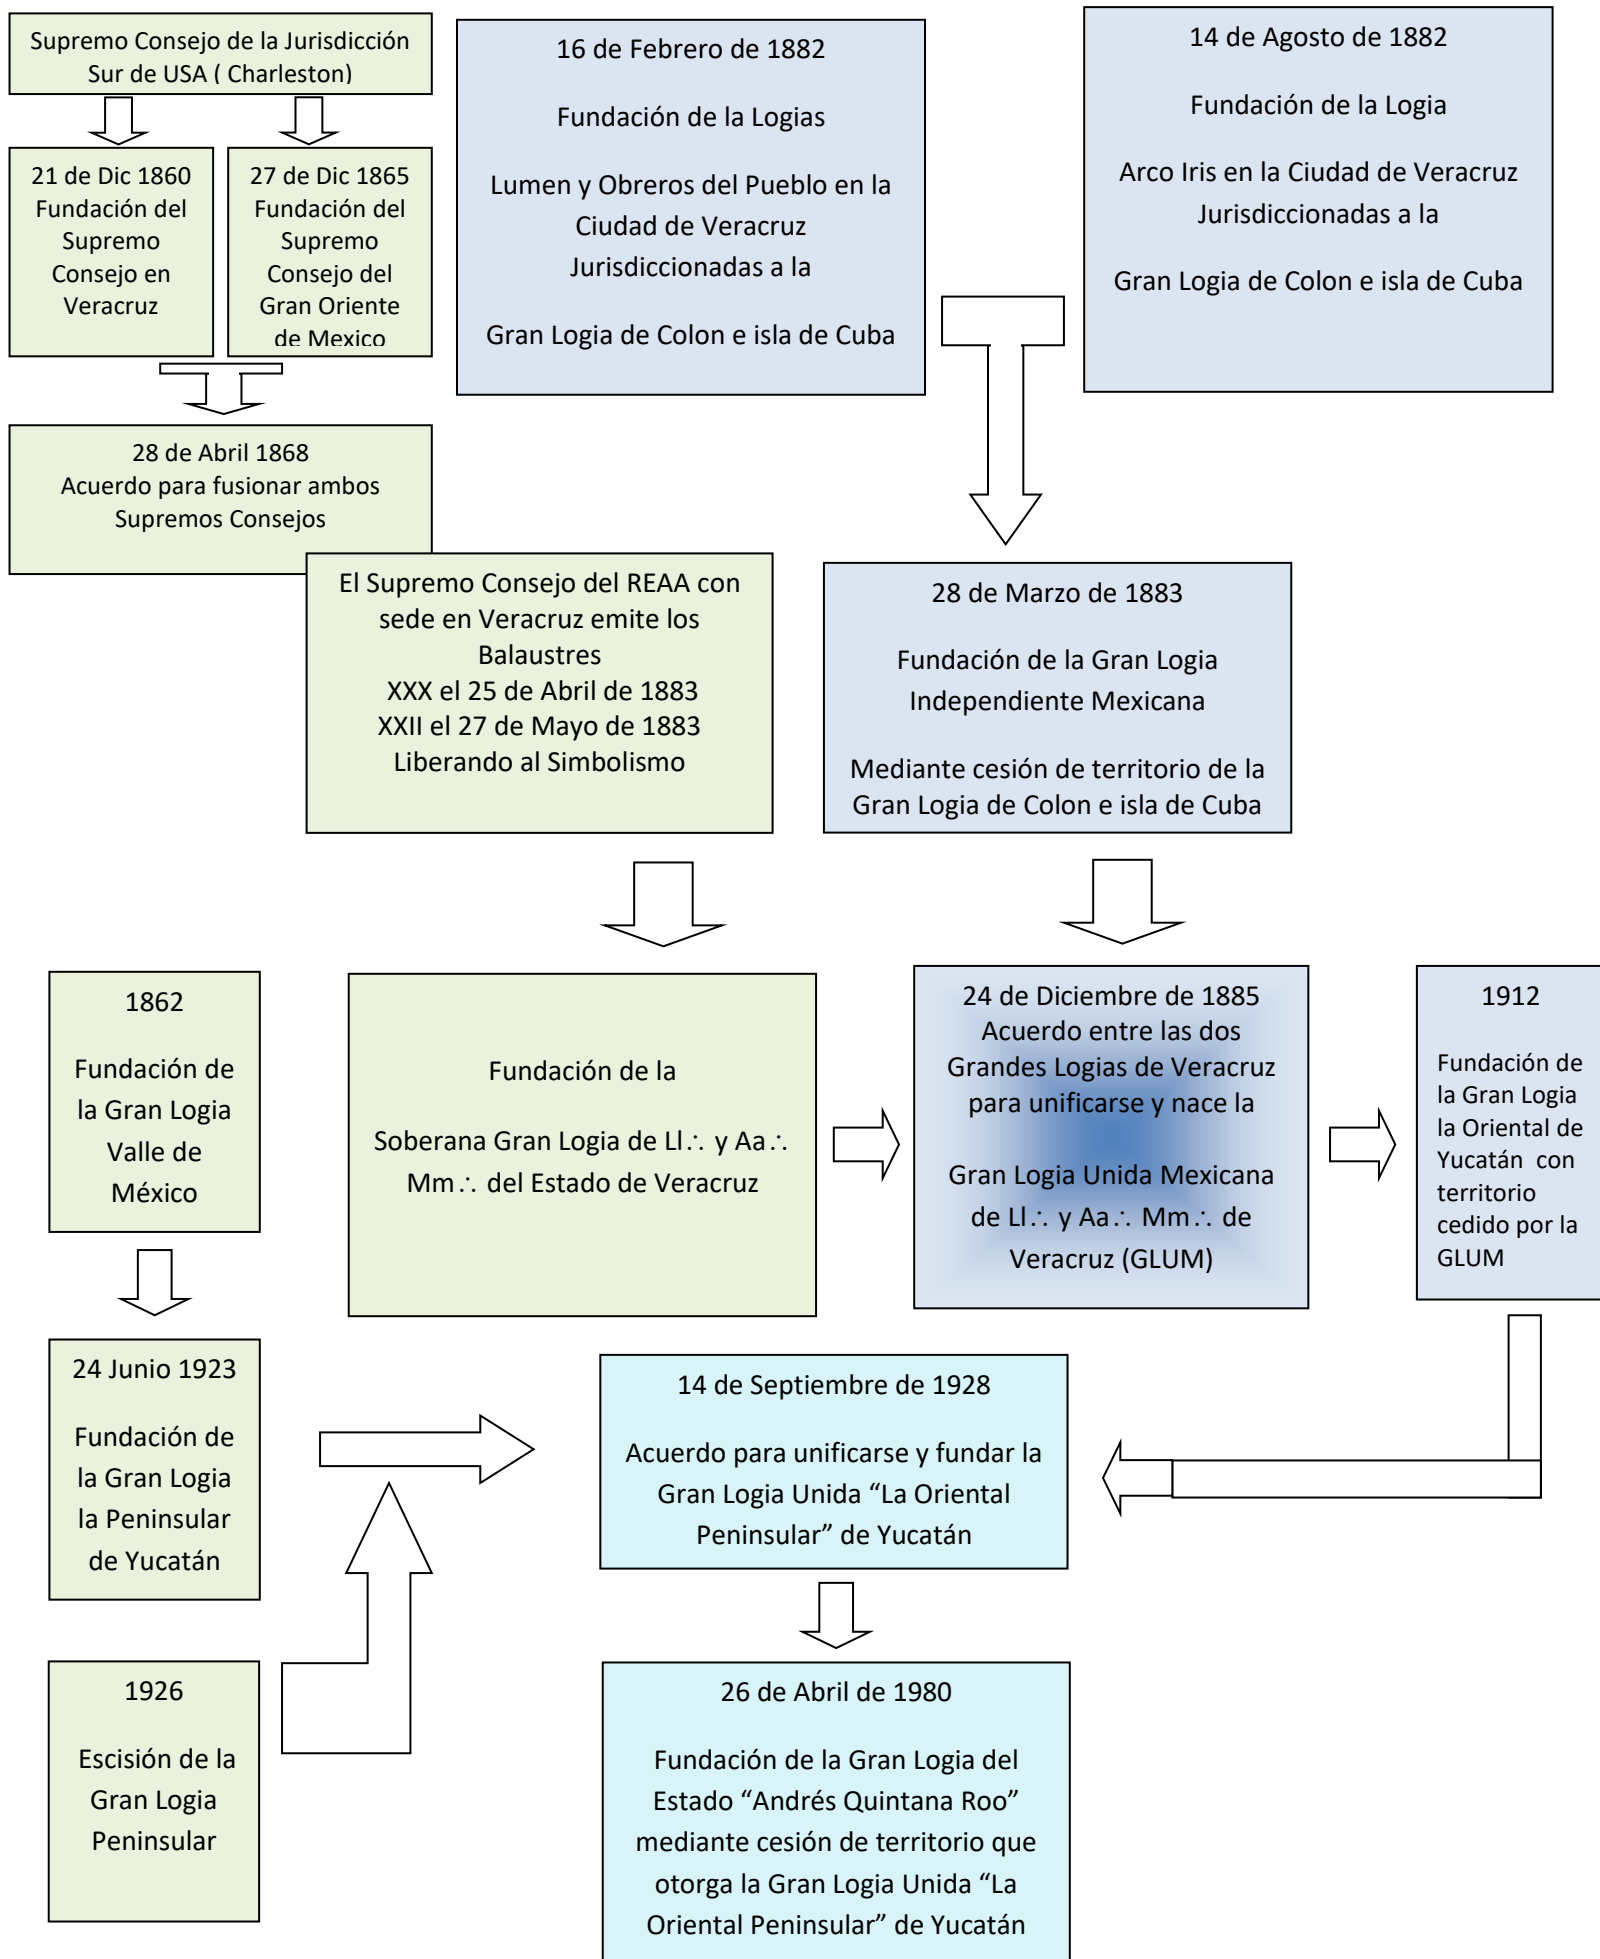 Supremo Consejo de la Jurisdicción
Sur de USA ( Charleston)
21 de Dic 1860
Fundación del
Supremo
Consejo en
Veracruz
27 de Dic 1865
Fundación del
Supremo
Consejo del
Gran Oriente
de Mexico
28 de Abril 1868
Acuerdo para fusionar ambos
Supremos Consejos
16 de Febrero de 1882
Fundación de la Logias
Lumen y Obreros del Pueblo en la
Ciudad de Veracruz
Jurisdiccionadas a la
Gran Logia de Colon e isla de Cuba
14 de Agosto de 1882
Fundación de la Logia
Arco Iris en la Ciudad de Veracruz
Jurisdiccionadas a la
Gran Logia de Colon e isla de Cuba
El Supremo Consejo del REAA con
sede en Veracruz emite los
Balaustres
XXX el 25 de Abril de 1883
XXII el 27 de Mayo de 1883
Liberando al Simbolismo
28 de Marzo de 1883
Fundación de la Gran Logia
Independiente Mexicana
Mediante cesión de territorio de la
Gran Logia de Colon e isla de Cuba
1862
Fundación de
la Gran Logia
Valle de
México
Fundación de la
Soberana Gran Logia de Ll∴ y Aa∴
Mm∴ del Estado de Veracruz
24 de Diciembre de 1885
Acuerdo entre las dos
Grandes Logias de Veracruz
para unificarse y nace la
Gran Logia Unida Mexicana
de Ll∴ y Aa∴ Mm∴ de
Veracruz (GLUM)
1912
Fundación de
la Gran Logia
la Oriental de
Yucatán con
territorio
cedido por la
GLUM
24 Junio 1923
Fundación de
la Gran Logia
la Peninsular
de Yucatán
14 de Septiembre de 1928
Acuerdo para unificarse y fundar la
Gran Logia Unida “La Oriental
Peninsular” de Yucatán
1926
Escisión de la
Gran Logia
Peninsular
26 de Abril de 1980
Fundación de la Gran Logia del
Estado “Andrés Quintana Roo”
mediante cesión de territorio que
otorga la Gran Logia Unida “La
Oriental Peninsular” de Yucatán